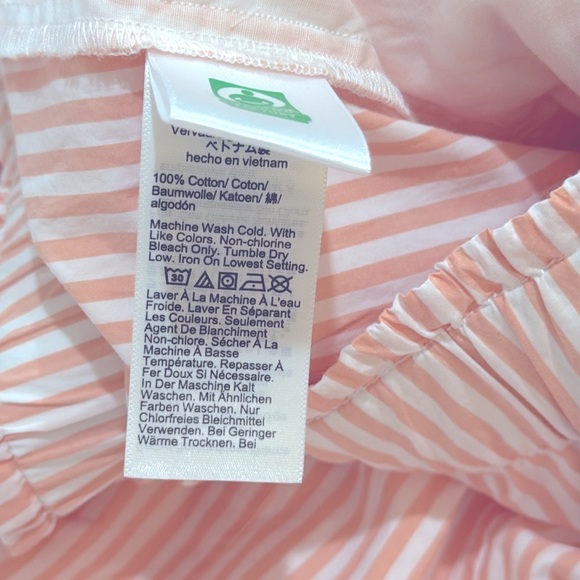 ベトナム製
hecho en vietnam
100% Cotton/ Coton/
Baumwolle/ Katoen/ 綿/
algodón
Machine Wash Cold. With
Like Colors. Non-chlorine
Bleach Only. Tumble Dry
Low. Iron On Lowest Setting.
30
Laver À La Machine À L'eau
Froide. Laver En Séparant
Les Couleurs. Seulement
Agent De Blanchiment
Non-chlore. Sécher À La
Machine À Basse
Température. Repasser À
Fer Doux Si Nécessaire.
In Der Maschine Kalt
Waschen. Mit Ähnlichen
Farben Waschen. Nur
Chlorfreies Bleichmittel
Verwenden. Bei Geringer
Wärme Trocknen. Bei